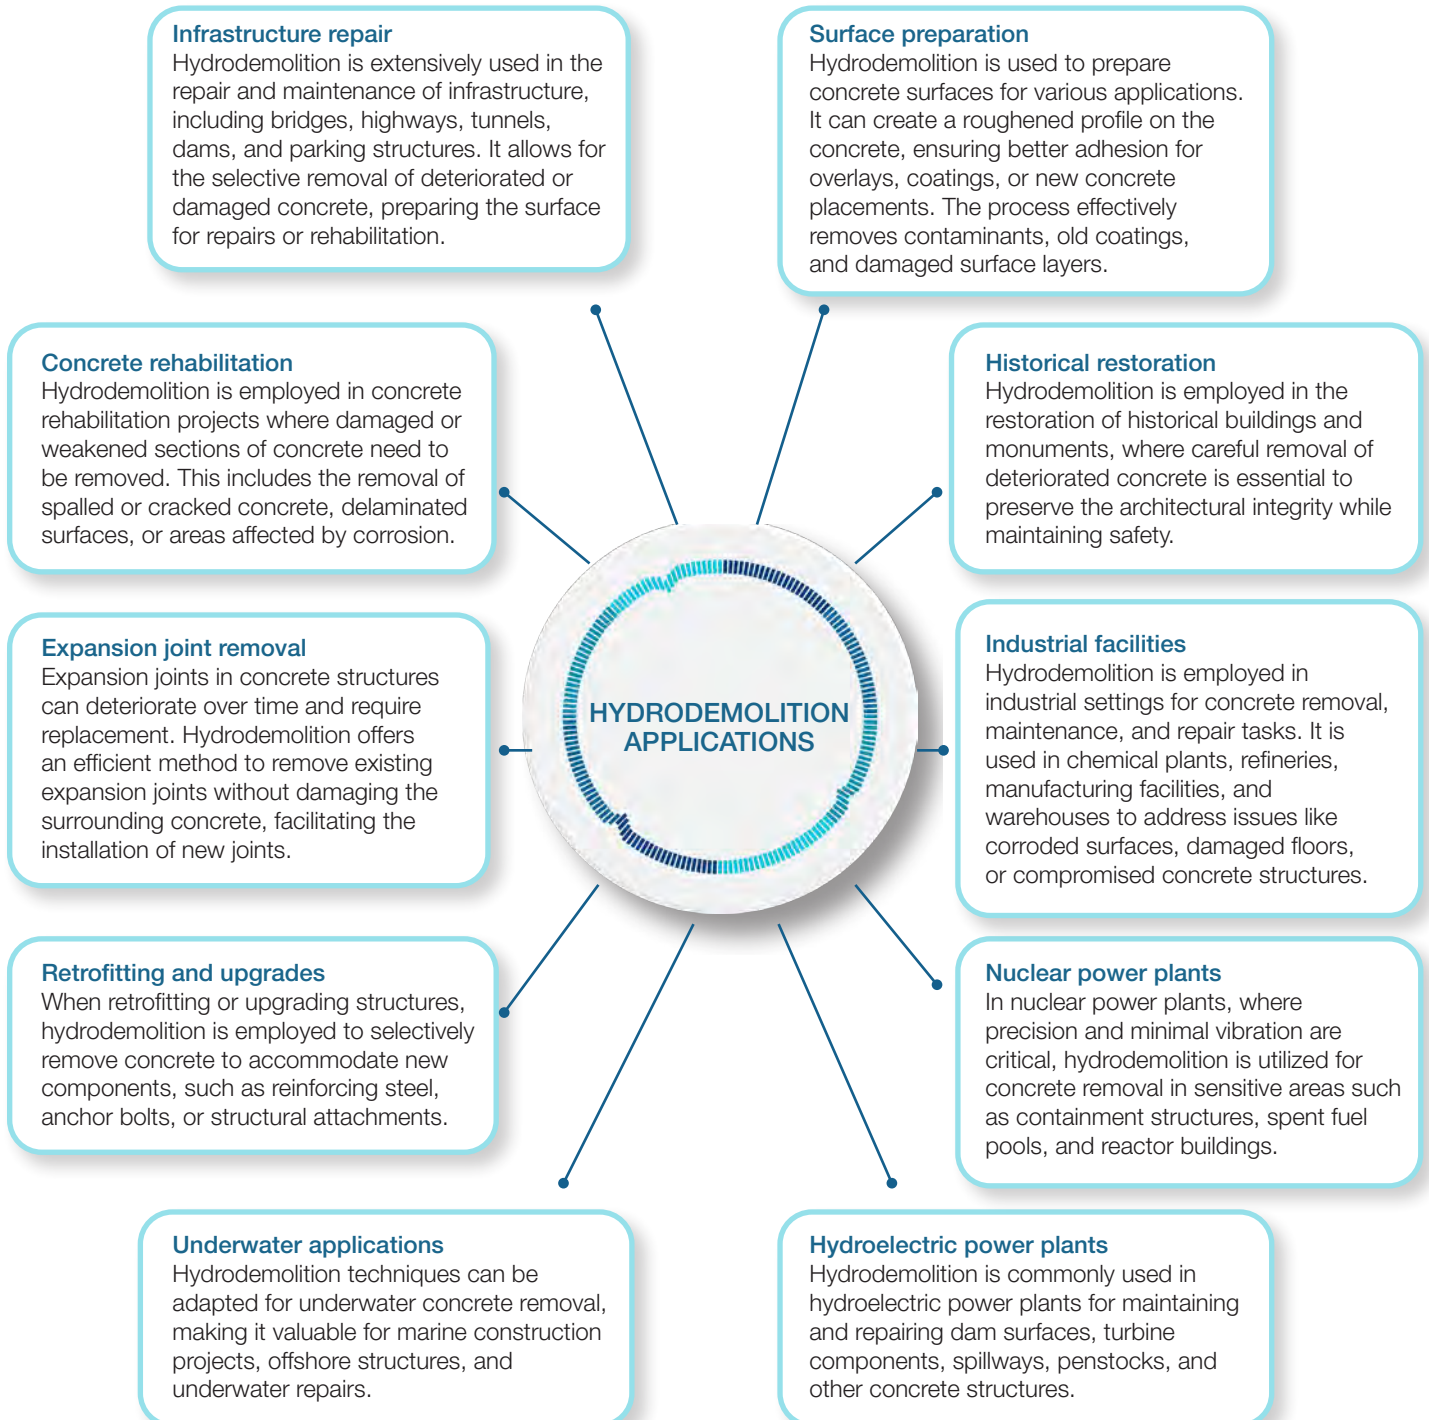 Infrastructure repair
Hydrodemolition is extensively used in the
repair and maintenance of infrastructure,
including bridges, highways, tunnels,
dams, and parking structures. It allows for
the selective removal of deteriorated or
damaged concrete, preparing the surface
for repairs or rehabilitation.
Surface preparation
Hydrodemolition is used to prepare
concrete surfaces for various applications.
It can create a roughened profile on the
concrete, ensuring better adhesion for
overlays, coatings, or new concrete
placements. The process effectively
removes contaminants, old coatings,
and damaged surface layers.
Concrete rehabilitation
Hydrodemolition is employed in concrete
rehabilitation projects where damaged or
weakened sections of concrete need to
be removed. This includes the removal of
spalled or cracked concrete, delaminated
surfaces, or areas affected by corrosion.
Historical restoration
Hydrodemolition is employed in the
restoration of historical buildings and
monuments, where careful removal of
deteriorated concrete is essential to
preserve the architectural integrity while
maintaining safety.
Expansion joint removal
Expansion joints in concrete structures
can deteriorate over time and require
replacement. Hydrodemolition offers
an efficient method to remove existing
expansion joints without damaging the
surrounding concrete, facilitating the
installation of new joints.
HYDRODEMOLITION
APPLICATIONS
Industrial facilities
Hydrodemolition is employed in
industrial settings for concrete removal,
maintenance, and repair tasks. It is
used in chemical plants, refineries,
manufacturing facilities, and
warehouses to address issues like
corroded surfaces, damaged floors,
or compromised concrete structures.
Retrofitting and upgrades
When retrofitting or upgrading structures,
hydrodemolition is employed to selectively
remove concrete to accommodate new
components, such as reinforcing steel,
anchor bolts, or structural attachments.
Nuclear power plants
In nuclear power plants, where
precision and minimal vibration are
critical, hydrodemolition is utilized for
concrete removal in sensitive areas such
as containment structures, spent fuel
pools, and reactor buildings.
Underwater applications
Hydrodemolition techniques can be
adapted for underwater concrete removal,
making it valuable for marine construction
projects, offshore structures, and
underwater repairs.
Hydroelectric power plants
Hydrodemolition is commonly used in
hydroelectric power plants for maintaining
and repairing dam surfaces, turbine
components, spillways, penstocks, and
other concrete structures.